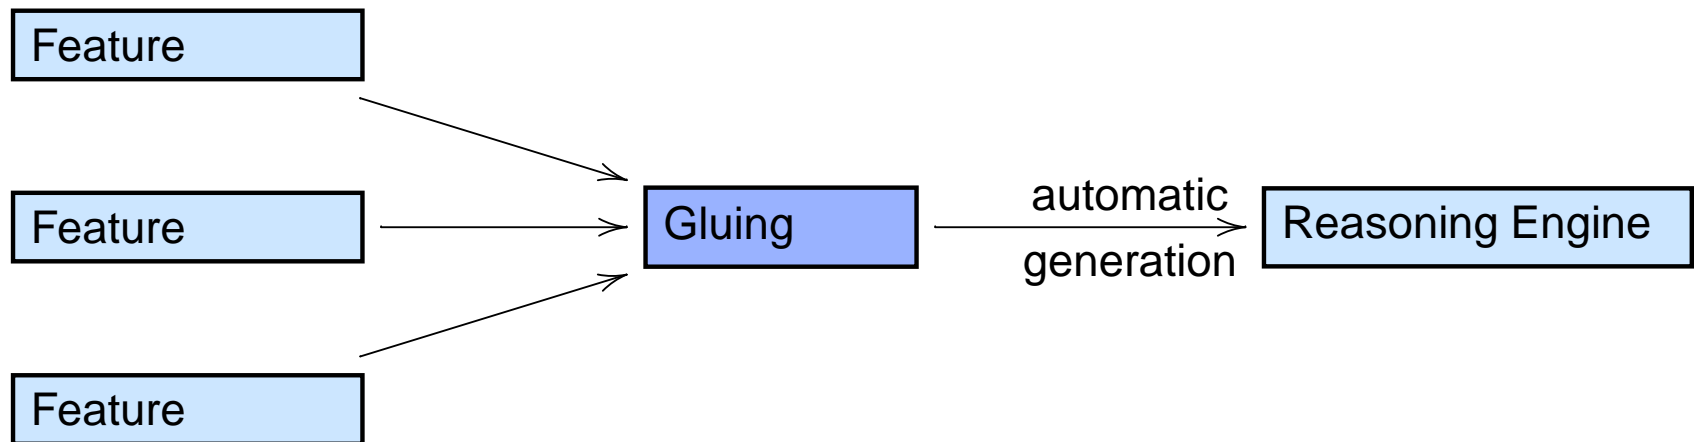 Feature
Feature
Gluing
automatic
generation
Reasoning Engine
Feature